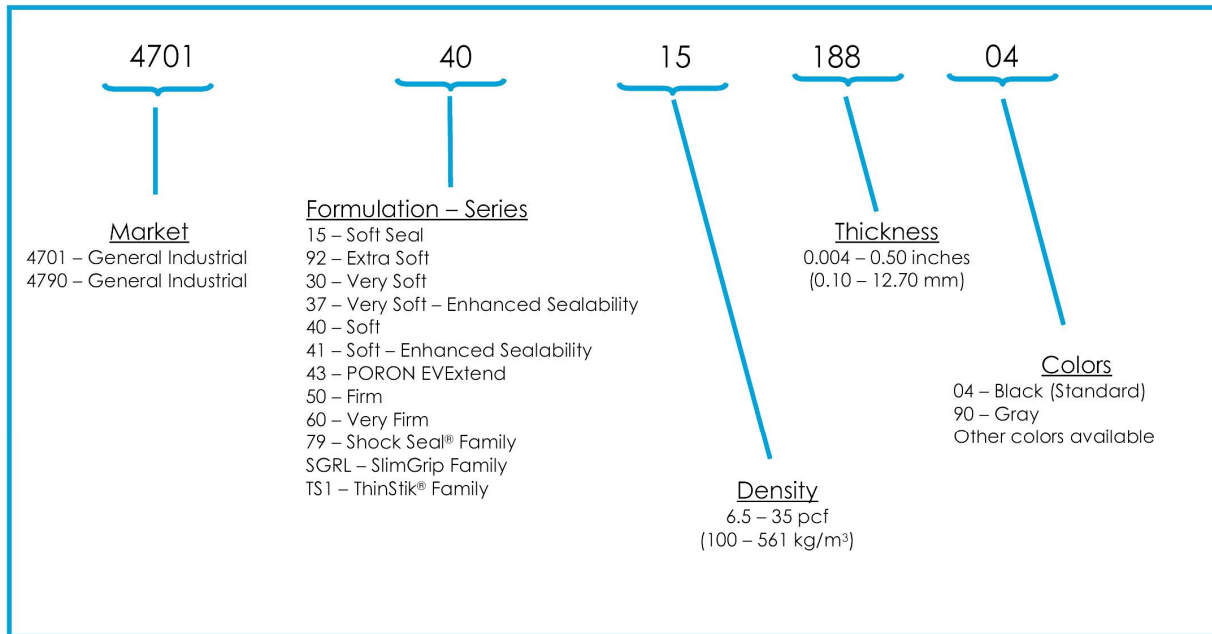 4701 40 15 188 04
Market
4701 – General Industrial
4790 – General Industrial
Formulation – Series
15 – Soft Seal
92 – Extra Soft
30 – Very Soft
37 – Very Soft – Enhanced Sealability
40 – Soft
41 – Soft – Enhanced Sealability
43 – PORON EVExtend
50 – Firm
60 – Very Firm
79 – Shock Seal® Family
SGRL – SlimGrip Family
TS1 – ThinStik® Family
Density
6.5 – 35 pcf
(100 – 561 kg/m³)
Thickness
0.004 – 0.50 inches
(0.10 – 12.70 mm)
Colors
04 – Black (Standard)
90 – Gray
Other colors available